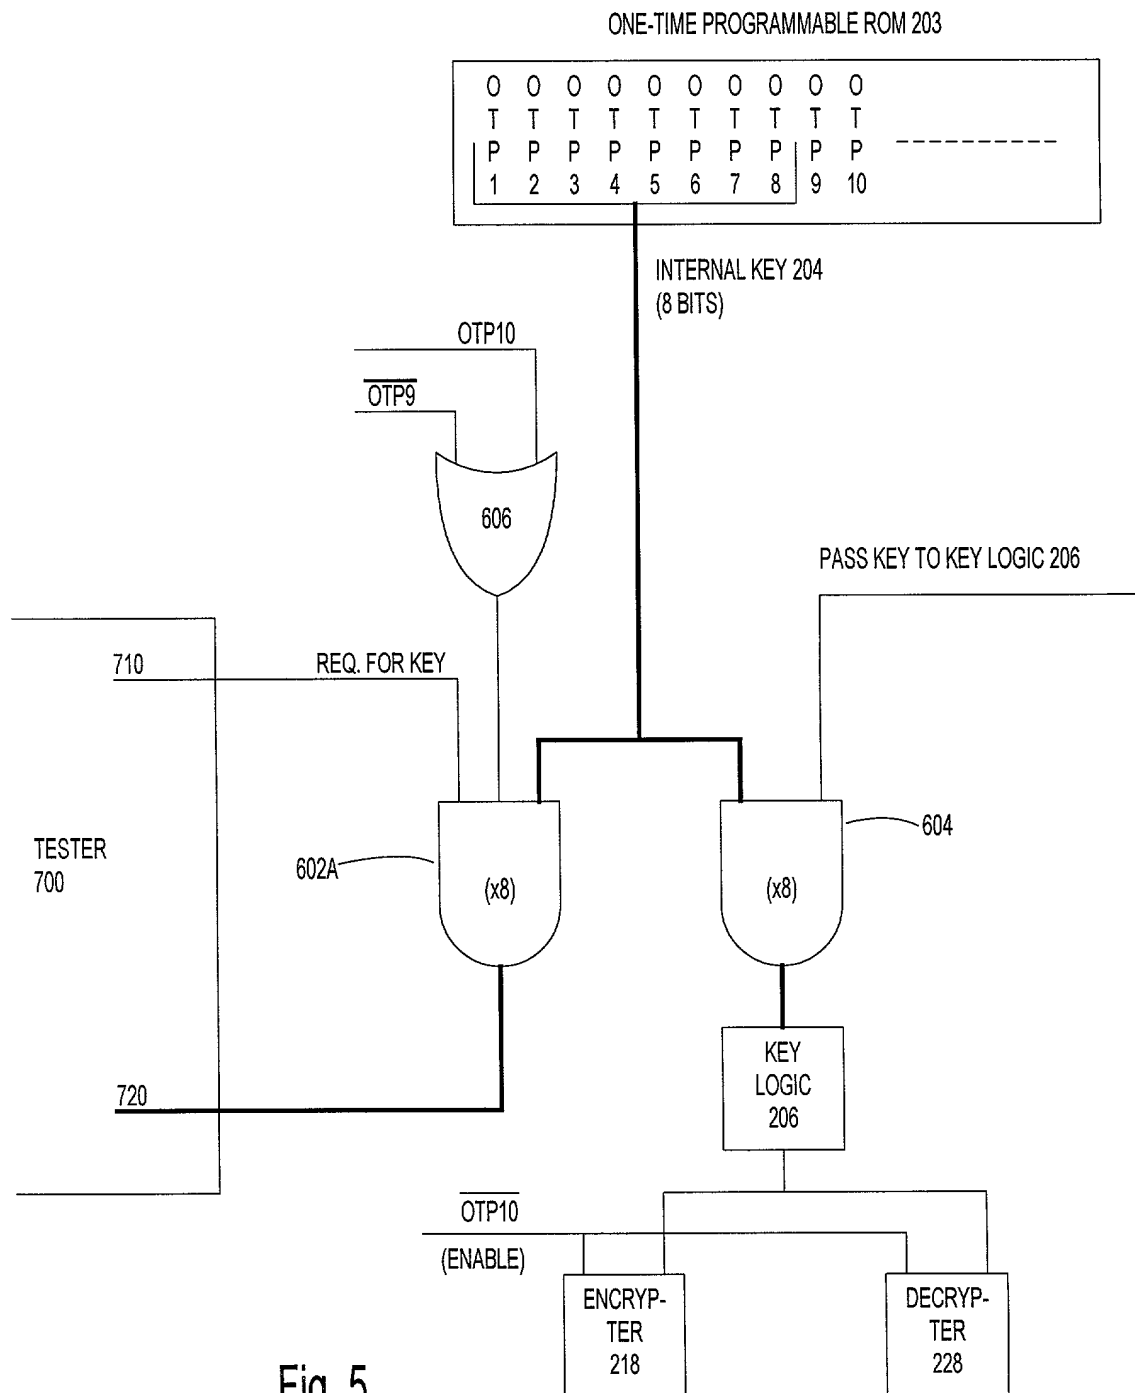 ONE-TIME PROGRAMMABLE ROM 203
O O O O O O O O O O
T T T T T T T T T T
P P P P P P P P P P
1 2 3 4 5 6 7 8 9 10
INTERNAL KEY 204
(8 BITS)
OTP10
OTP9
606
PASS KEY TO KEY LOGIC 206
710
REQ. FOR KEY
TESTER
700
602A
(x8)
(x8)
604
720
KEY
LOGIC
206
OTP10
(ENABLE)
ENCRYP-
TER
218
DECRYP-
TER
228
Fig. 5